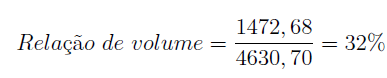 Relação de volume = 1472,68 / 4630,70 = 32%